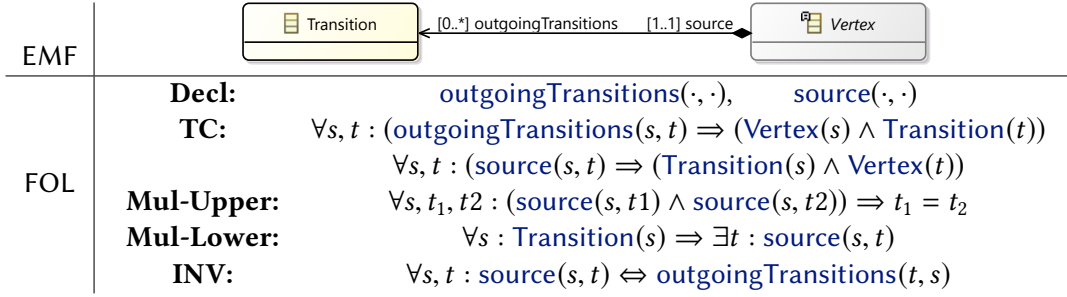 Transition [0..*] outgoingTransitions [1..1] source Vertex
EMF
Decl: outgoingTransitions(·, ·), source(·, ·)
TC: ∀s, t : (outgoingTransitions(s, t) ⇒ (Vertex(s) ∧ Transition(t))
∀s, t : (source(s, t) ⇒ (Transition(s) ∧ Vertex(t))
FOL
Mul-Upper: ∀s, t₁, t2 : (source(s, t1) ∧ source(s, t2)) ⇒ t₁ = t₂
Mul-Lower: ∀s : Transition(s) ⇒ ∃t : source(s, t)
INV: ∀s, t : source(s, t) ⇔ outgoingTransitions(t, s)